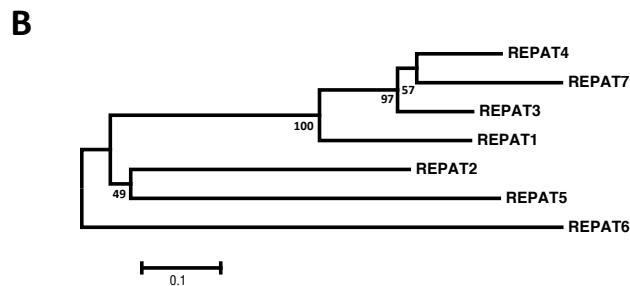 B
REPAT4
57
REPAT7
97
REPAT3
100
REPAT1
REPAT2
49
REPAT5
REPAT6
0.1